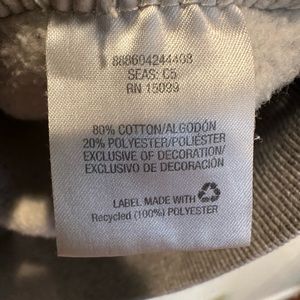 888604244403
SEAS: C5
RN 15099
80% COTTON/ALGODÓN
20% POLYESTER/POLIÉSTER
EXCLUSIVE OF DECORATION/
EXCLUSIVO DE DECORACIÓN
LABEL MADE WITH
Recycled (100%) POLYESTER